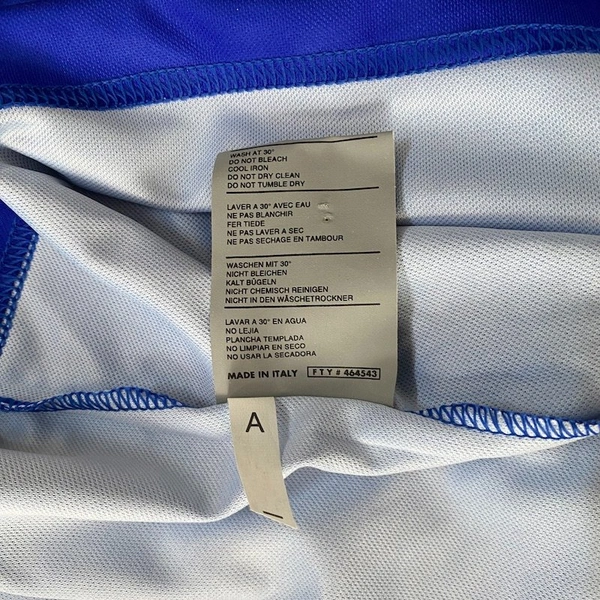 WASH AT 30°
DO NOT BLEACH
COOL IRON
DO NOT DRY CLEAN
DO NOT TUMBLE DRY
LAVER A 30° AVEC EAU
NE PAS BLANCHIR
FER TIEDE
NE PAS LAVER A SEC
NE PAS SECHAGE EN TAMBOUR
WASCHEN MIT 30°
NICHT BLEICHEN
KALT BÜGELN
NICHT CHEMISCH REINIGEN
NICHT IN DEN WÄSCHETROCKNER
LAVAR A 30° EN AGUA
NO LEJIA
PLANCHA TEMPLADA
NO LIMPIAR EN SECO
NO USAR LA SECADORA
MADE IN ITALY FTY # 464543
A